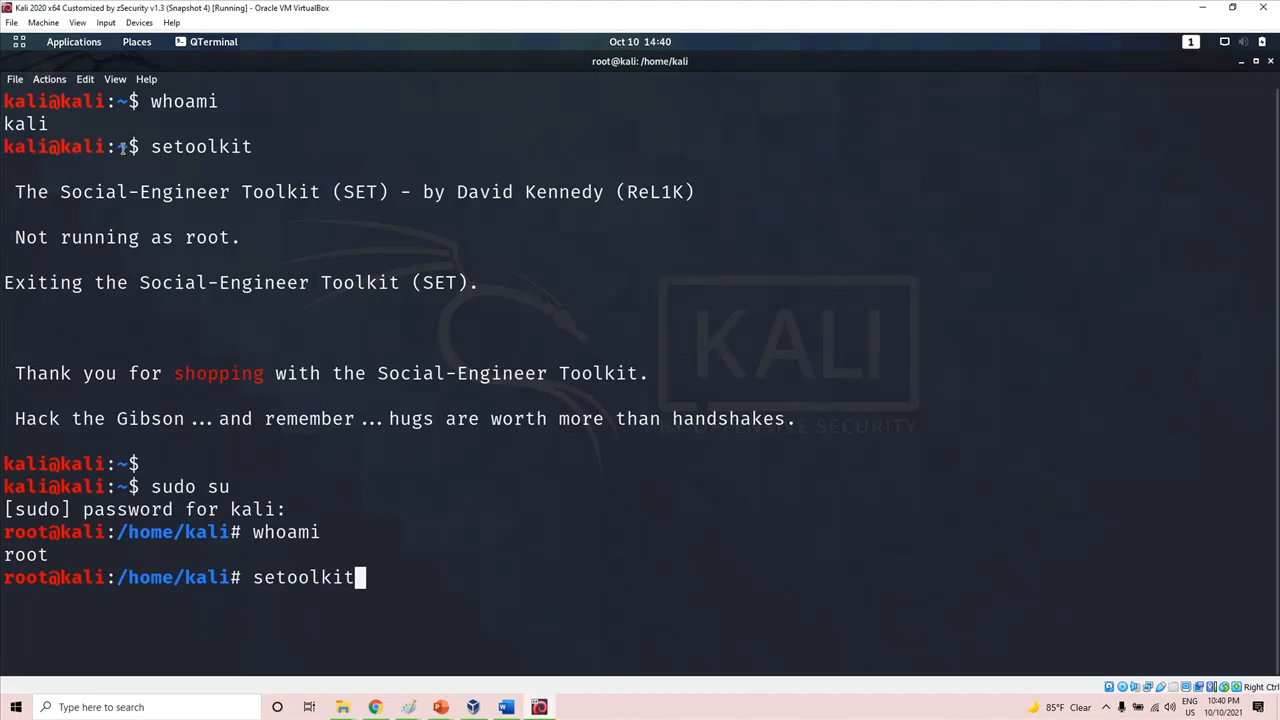 Kali 2020 x64 Customized by zSecurity v1.3 (Snapshot 4) [Running] - Oracle VM VirtualBox
File Machine View Input Devices Help
Applications Places QTerminal Oct 10 14:40 1
root@kali: /home/kali
File Actions Edit View Help
kali@kali:~$ whoami
kali
kali@kali:~$ setoolkit
The Social-Engineer Toolkit (SET) - by David Kennedy (ReL1K)
Not running as root.
Exiting the Social-Engineer Toolkit (SET).
KALI
BY OFFENSIVE SECURITY
Thank you for shopping with the Social-Engineer Toolkit.
Hack the Gibson...and remember...hugs are worth more than handshakes.
kali@kali:~$
kali@kali:~$ sudo su
[sudo] password for kali:
root@kali:/home/kali# whoami
root
root@kali:/home/kali# setoolkit
Right Ctrl
Type here to search
85°F Clear
ENG
US
10:40 PM
10/10/2021